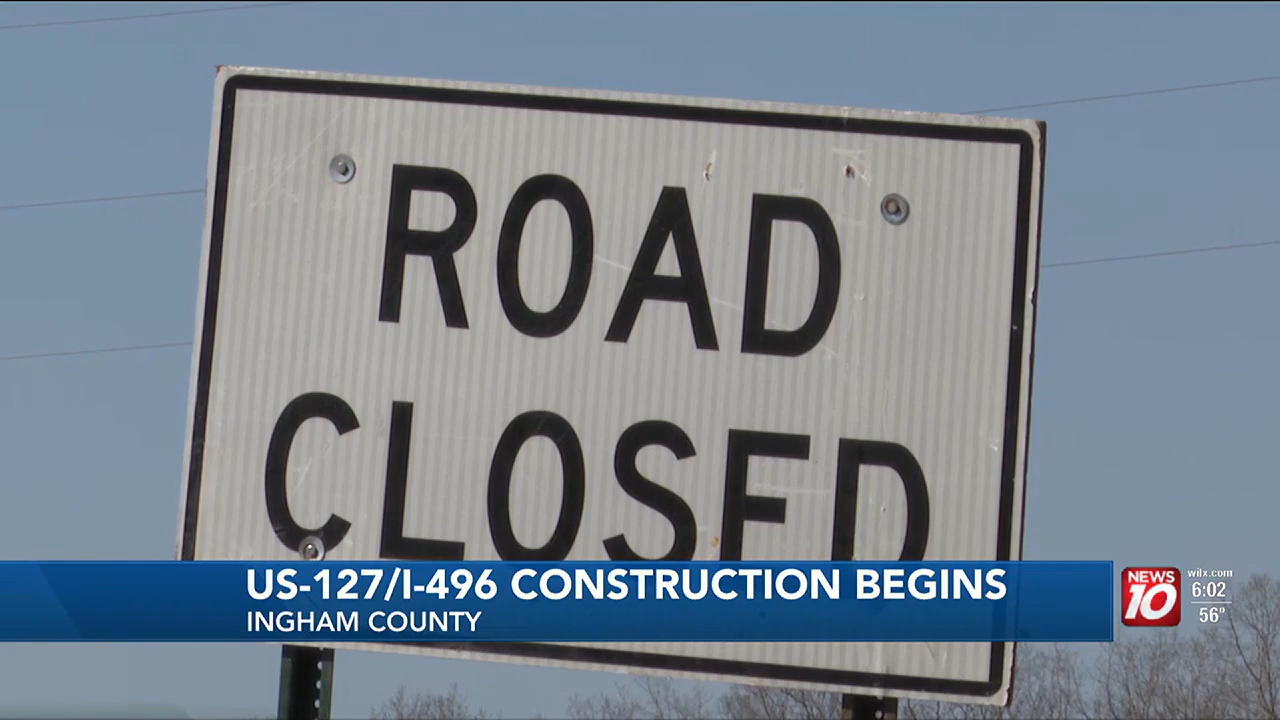 ROAD
CLOSED
US-127/I-496 CONSTRUCTION BEGINS
INGHAM COUNTY
NEWS
10
wilx.com
6:02
56°